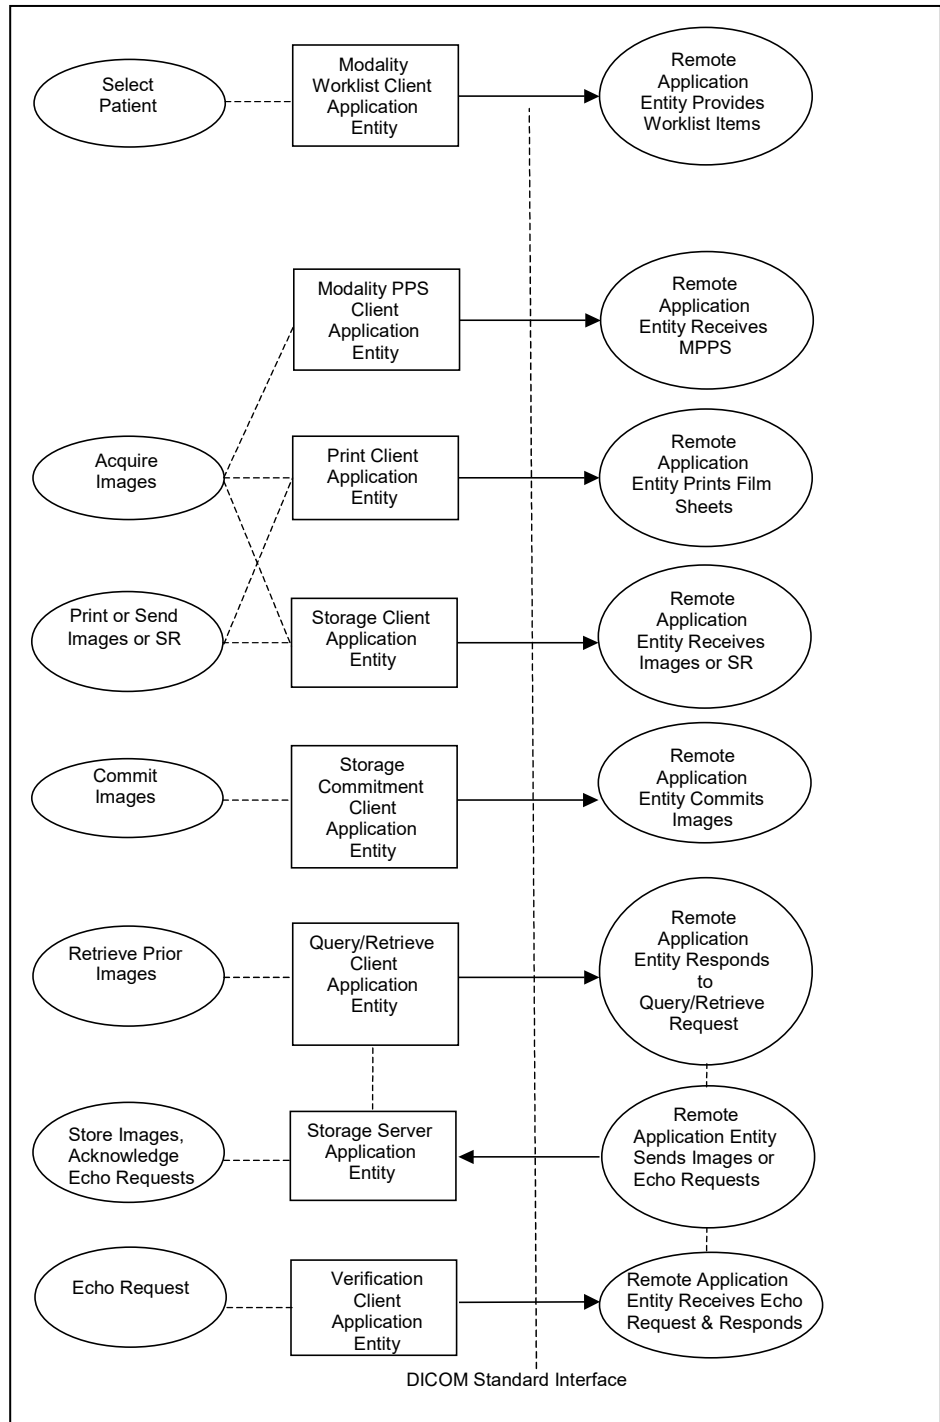 Select
Patient
Modality
Worklist Client
Application
Entity
Remote
Application
Entity Provides
Worklist Items
Modality PPS
Client
Application
Entity
Remote
Application
Entity Receives
MPPS
Acquire
Images
Print Client
Application
Entity
Remote
Application
Entity Prints Film
Sheets
Print or Send
Images or SR
Storage Client
Application
Entity
Remote
Application
Entity Receives
Images or SR
Commit
Images
Storage
Commitment
Client
Application
Entity
Remote
Application
Entity Commits
Images
Retrieve Prior
Images
Query/Retrieve
Client
Application
Entity
Remote
Application
Entity Responds
to
Query/Retrieve
Request
Store Images,
Acknowledge
Echo Requests
Storage Server
Application
Entity
Remote
Application Entity
Sends Images or
Echo Requests
Echo Request
Verification
Client
Application
Entity
Remote Application
Entity Receives Echo
Request & Responds
DICOM Standard Interface